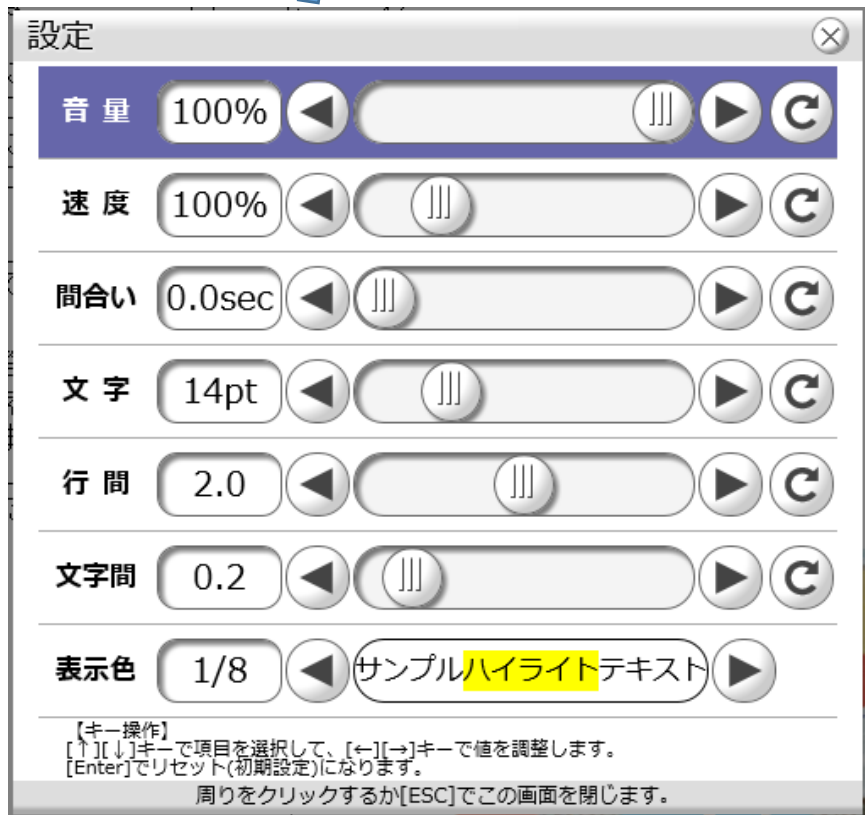 設定
音 量 100%
速 度 100%
間合い 0.0sec
文 字 14pt
行 間 2.0
文字間 0.2
表示色 1/8 サンプルハイライトテキスト
【キー操作】
[↑][↓]キーで項目を選択して、[←][→]キーで値を調整します。
[Enter]でリセット(初期設定)になります。
周りをクリックするか[ESC]でこの画面を閉じます。